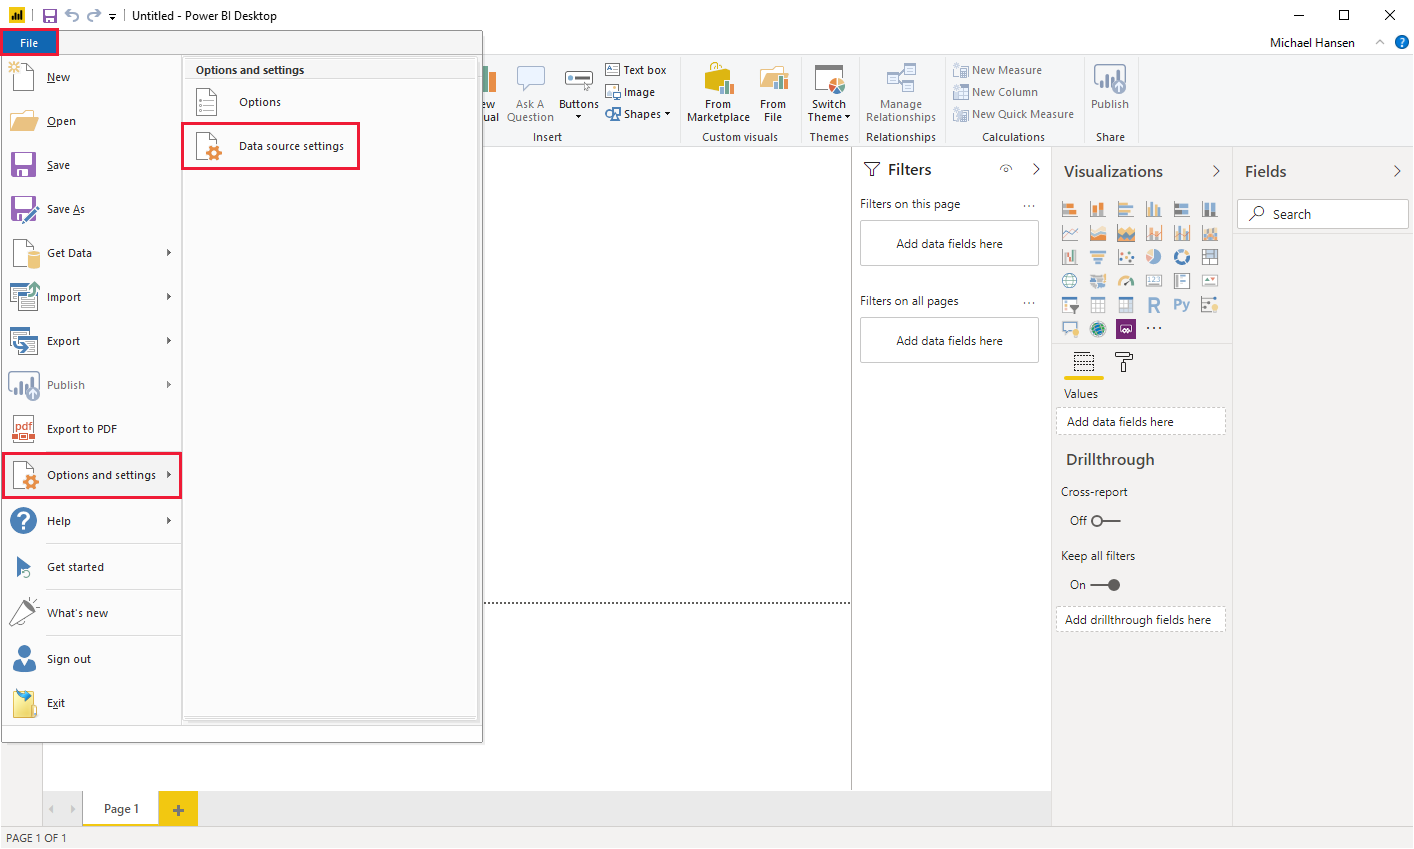 Untitled - Power BI Desktop
File
Michael Hansen
?
New
Open
Save
Save As
Get Data
Import
Export
Publish
pdf
Export to PDF
Options and settings
?
Help
Get started
What's new
Sign out
Exit
Options and settings
Options
Data source settings
Ask A
Question
Buttons
Text box
Image
Shapes
Insert
From
Marketplace
From
File
Custom visuals
Switch
Theme
Themes
Manage
Relationships
Relationships
New Measure
New Column
New Quick Measure
Calculations
Publish
Share
Filters
Filters on this page
...
Add data fields here
Filters on all pages
...
Add data fields here
Visualizations
123
R
Py
...
Values
Add data fields here
Drillthrough
Cross-report
Off
Keep all filters
On
Add drillthrough fields here
Fields
Search
Page 1
+
PAGE 1 OF 1